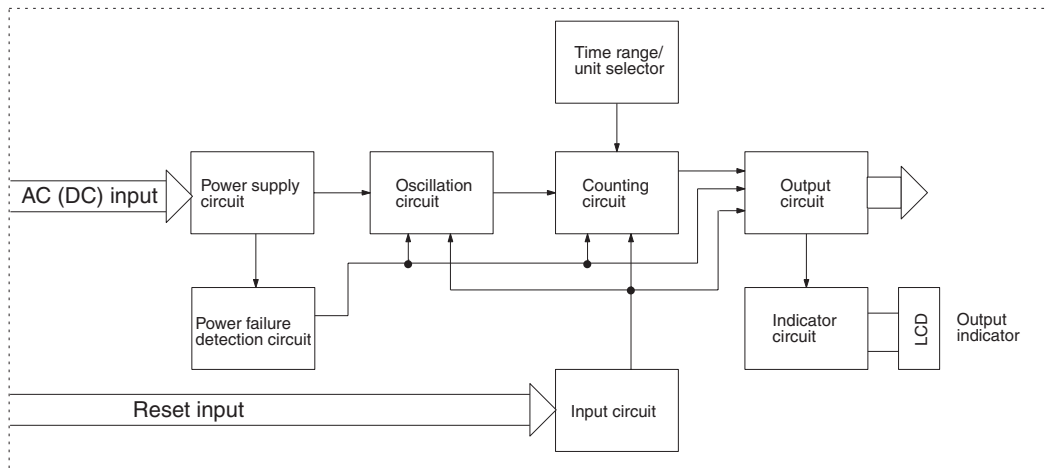 Time range/
unit selector
AC (DC) input
Power supply
circuit
Oscillation
circuit
Counting
circuit
Output
circuit
Power failure
detection circuit
Indicator
circuit
LCD
Output
indicator
Reset input
Input circuit